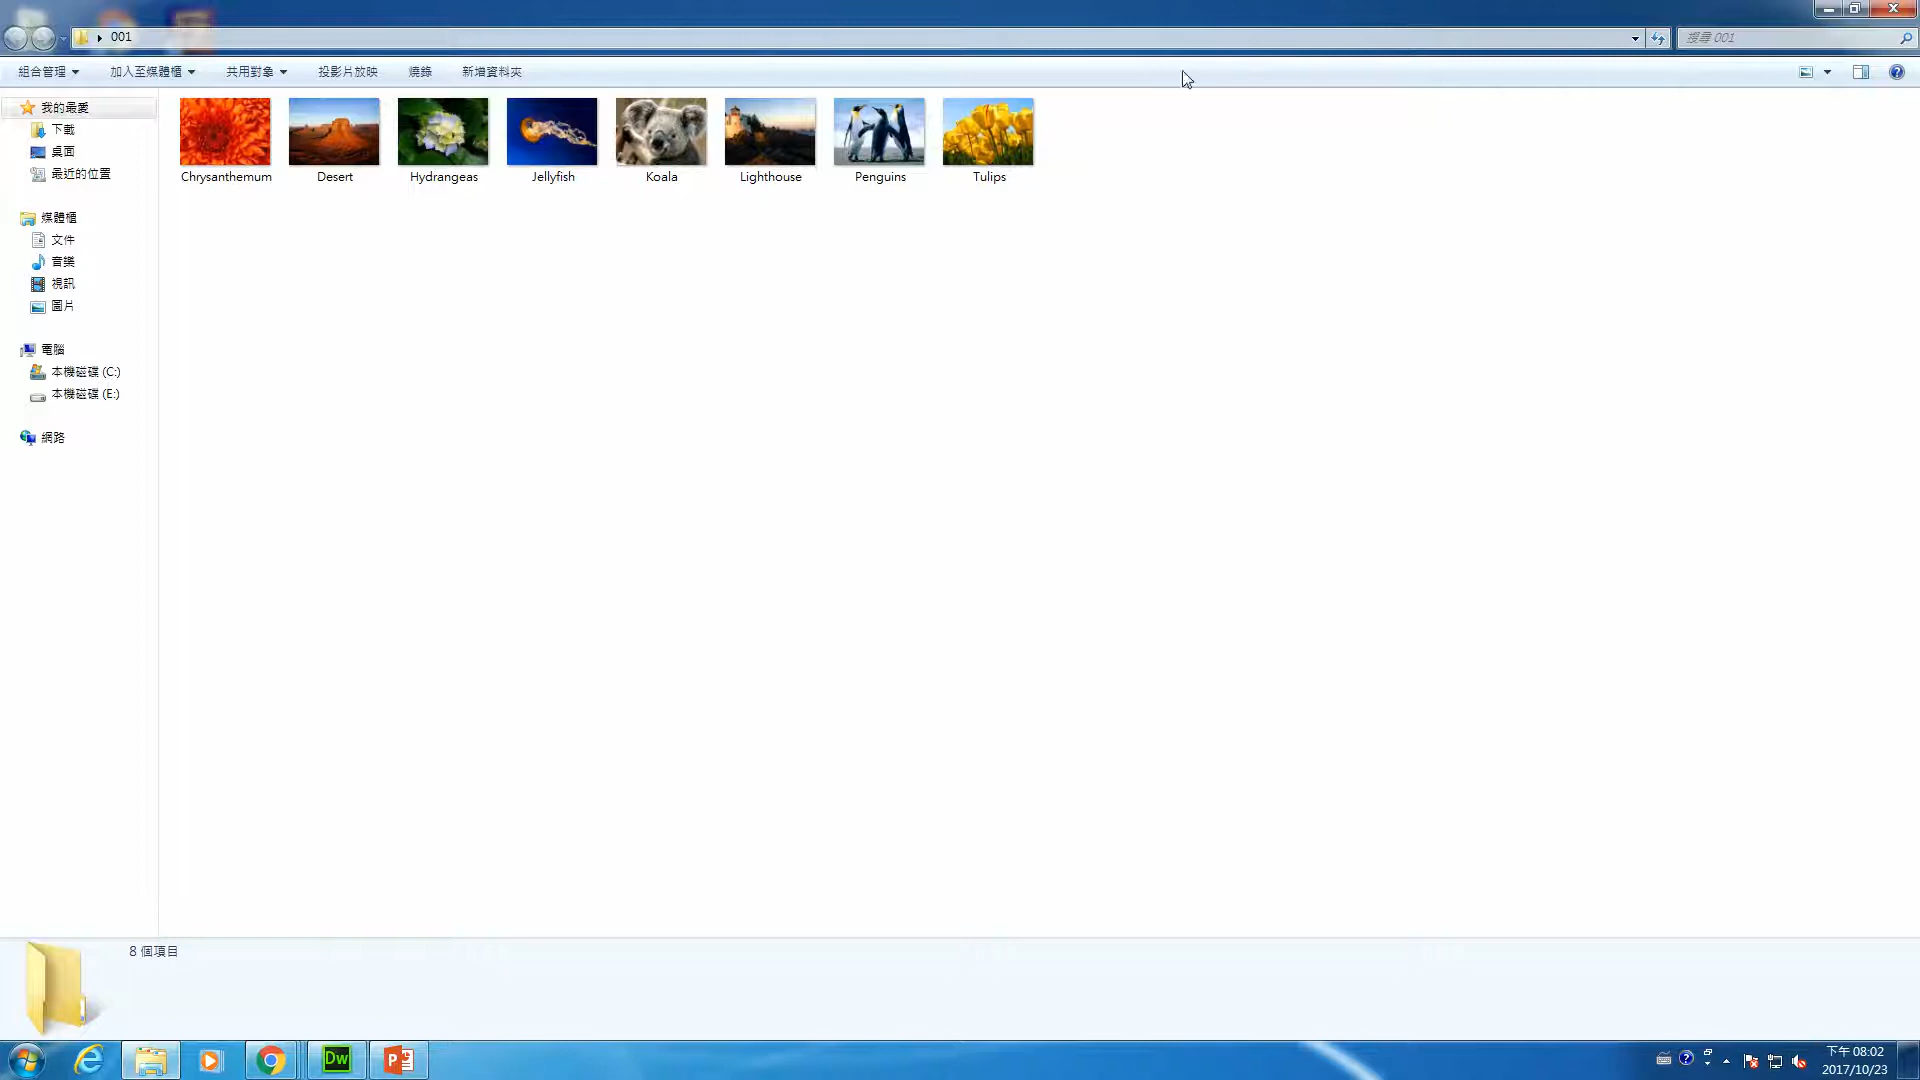 001
搜尋 001
組合管理 加入至媒體櫃 共用對象 投影片放映 燒錄 新增資料夾
我的最愛
下載
桌面
最近的位置
媒體櫃
文件
音樂
視訊
圖片
電腦
本機磁碟 (C:)
本機磁碟 (E:)
網路
Chrysanthemum Desert Hydrangeas Jellyfish Koala Lighthouse Penguins Tulips
8 個項目
Dw
下午 08:02
2017/10/23